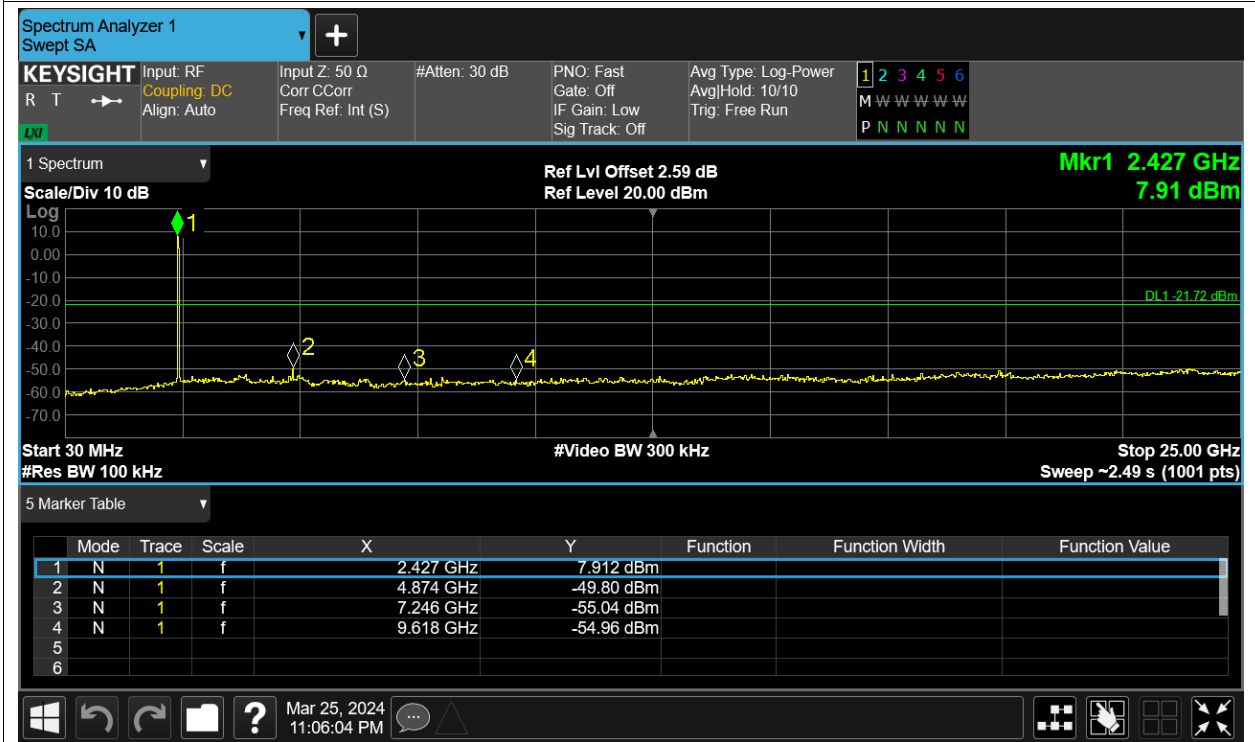 Spectrum Analyzer 1
Swept SA
KEYSIGHT
R T
LXI
Input: RF
Coupling: DC
Align: Auto
Input Z: 50 Ω
Corr CCorr
Freq Ref: Int (S)
#Atten: 30 dB
PNO: Fast
Gate: Off
IF Gain: Low
Sig Track: Off
Avg Type: Log-Power
Avg|Hold: 10/10
Trig: Free Run
1 2 3 4 5 6
M W W W W W
P N N N N N
1 Spectrum
Scale/Div 10 dB
Ref Lvl Offset 2.59 dB
Ref Level 20.00 dBm
Mkr1 2.427 GHz
7.91 dBm
Log
10.0
0.00
-10.0
-20.0
-30.0
-40.0
-50.0
-60.0
-70.0
1
2
3
4
DL1 -21.72 dBm
Start 30 MHz
#Video BW 300 kHz
Stop 25.00 GHz
#Res BW 100 kHz
Sweep ~2.49 s (1001 pts)
5 Marker Table
Mode Trace Scale X Y Function Function Width Function Value
1 N 1 f 2.427 GHz 7.912 dBm
2 N 1 f 4.874 GHz -49.80 dBm
3 N 1 f 7.246 GHz -55.04 dBm
4 N 1 f 9.618 GHz -54.96 dBm
5
6
?
Mar 25, 2024
11:06:04 PM